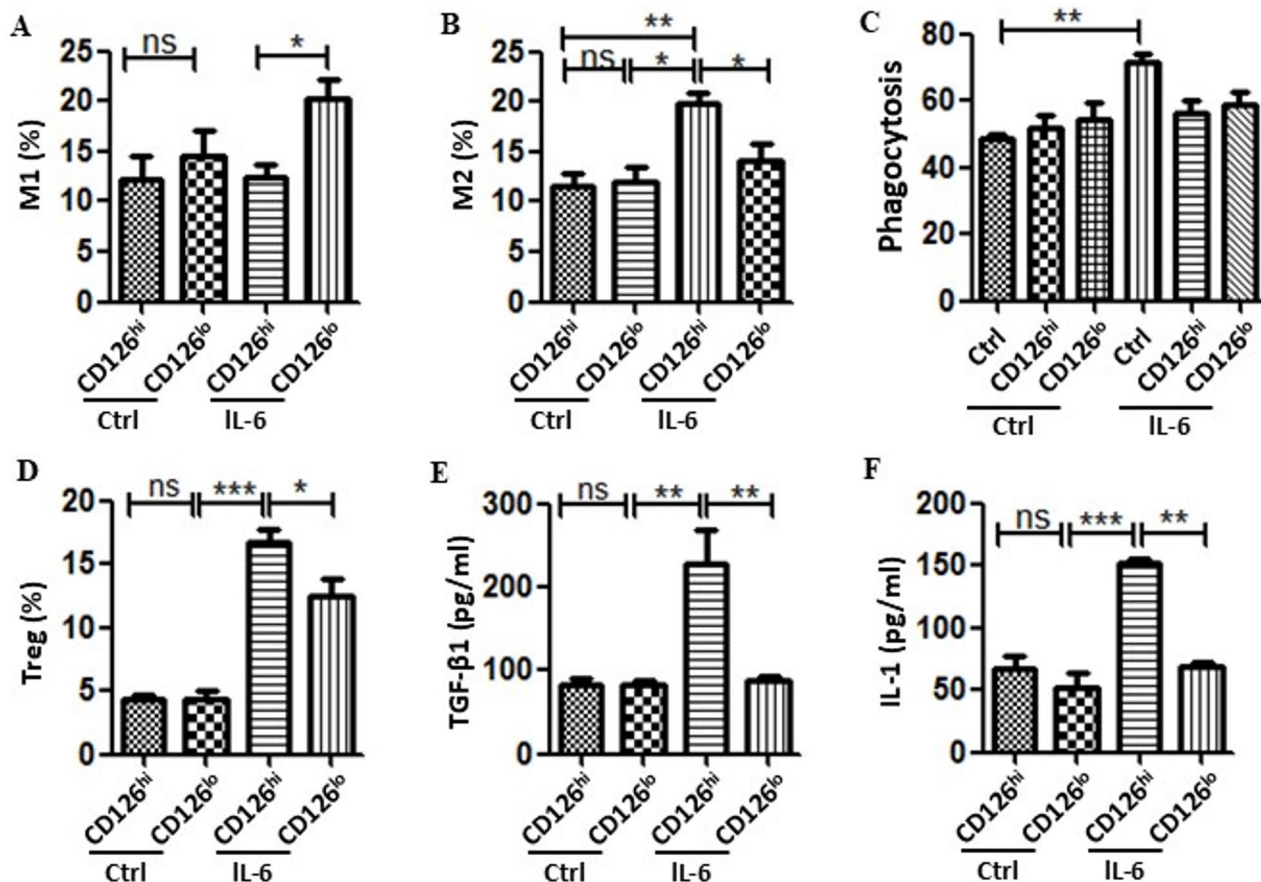 A
M1 (%)
25
20
15
10
5
0
ns
*
CD126hi
CD126lo
CD126hi
CD126lo
Ctrl
IL-6
B
M2 (%)
25
20
15
10
5
0
**
ns
*
*
CD126hi
CD126lo
CD126hi
CD126lo
Ctrl
IL-6
C
Phagocytosis
80
60
40
20
0
**
Ctrl
CD126hi
CD126lo
Ctrl
CD126hi
CD126lo
Ctrl
IL-6
D
Treg (%)
20
15
10
5
0
ns
***
*
CD126hi
CD126lo
CD126hi
CD126lo
Ctrl
IL-6
E
TGF-β1 (pg/ml)
300
200
100
0
ns
**
**
CD126hi
CD126lo
CD126hi
CD126lo
Ctrl
IL-6
F
IL-1 (pg/ml)
200
150
100
50
0
ns
***
**
CD126hi
CD126lo
CD126hi
CD126lo
Ctrl
IL-6